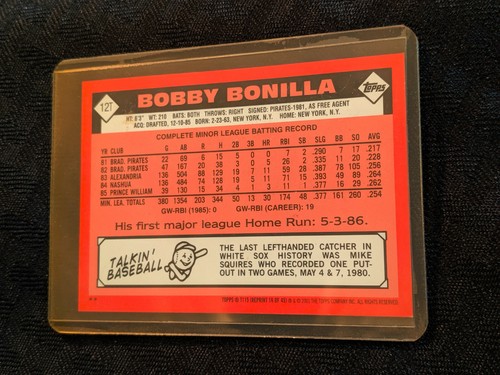 12T
BOBBY BONILLA
Topps
HT: 6'3" WT: 210 BATS: BOTH THROWS: RIGHT SIGNED: PIRATES-1981, AS FREE AGENT
ACQ: DRAFTED, 12-10-85 BORN: 2-23-63, NEW YORK, N.Y. HOME: NEW YORK, N.Y.
COMPLETE MINOR LEAGUE BATTING RECORD
YR CLUB G AB R H 2B 3B HR RBI SB SLG BB SO AVG
81 BRAD. PIRATES 22 69 6 15 5 0 0 7 2 .290 7 17 .217
82 BRAD. PIRATES 47 167 20 38 3 0 5 26 2 .335 11 20 .228
83 ALEXANDRIA 136 504 88 129 19 7 11 59 28 .387 78 105 .256
84 NASHUA 136 484 74 128 19 5 11 71 15 .393 49 89 .264
85 PRINCE WILLIAM 39 130 15 34 4 1 3 11 1 .377 16 29 .262
MIN. LEA. TOTALS 380 1354 203 344 50 13 30 174 .377 161 260 .254
GW-RBI (1985): 0 GW-RBI (CAREER): 19
His first major league Home Run: 5-3-86.
TALKIN' BASEBALL
THE LAST LEFTHANDED CATCHER IN
WHITE SOX HISTORY WAS MIKE
SQUIRES WHO RECORDED ONE PUT-
OUT IN TWO GAMES, MAY 4 & 7, 1980.